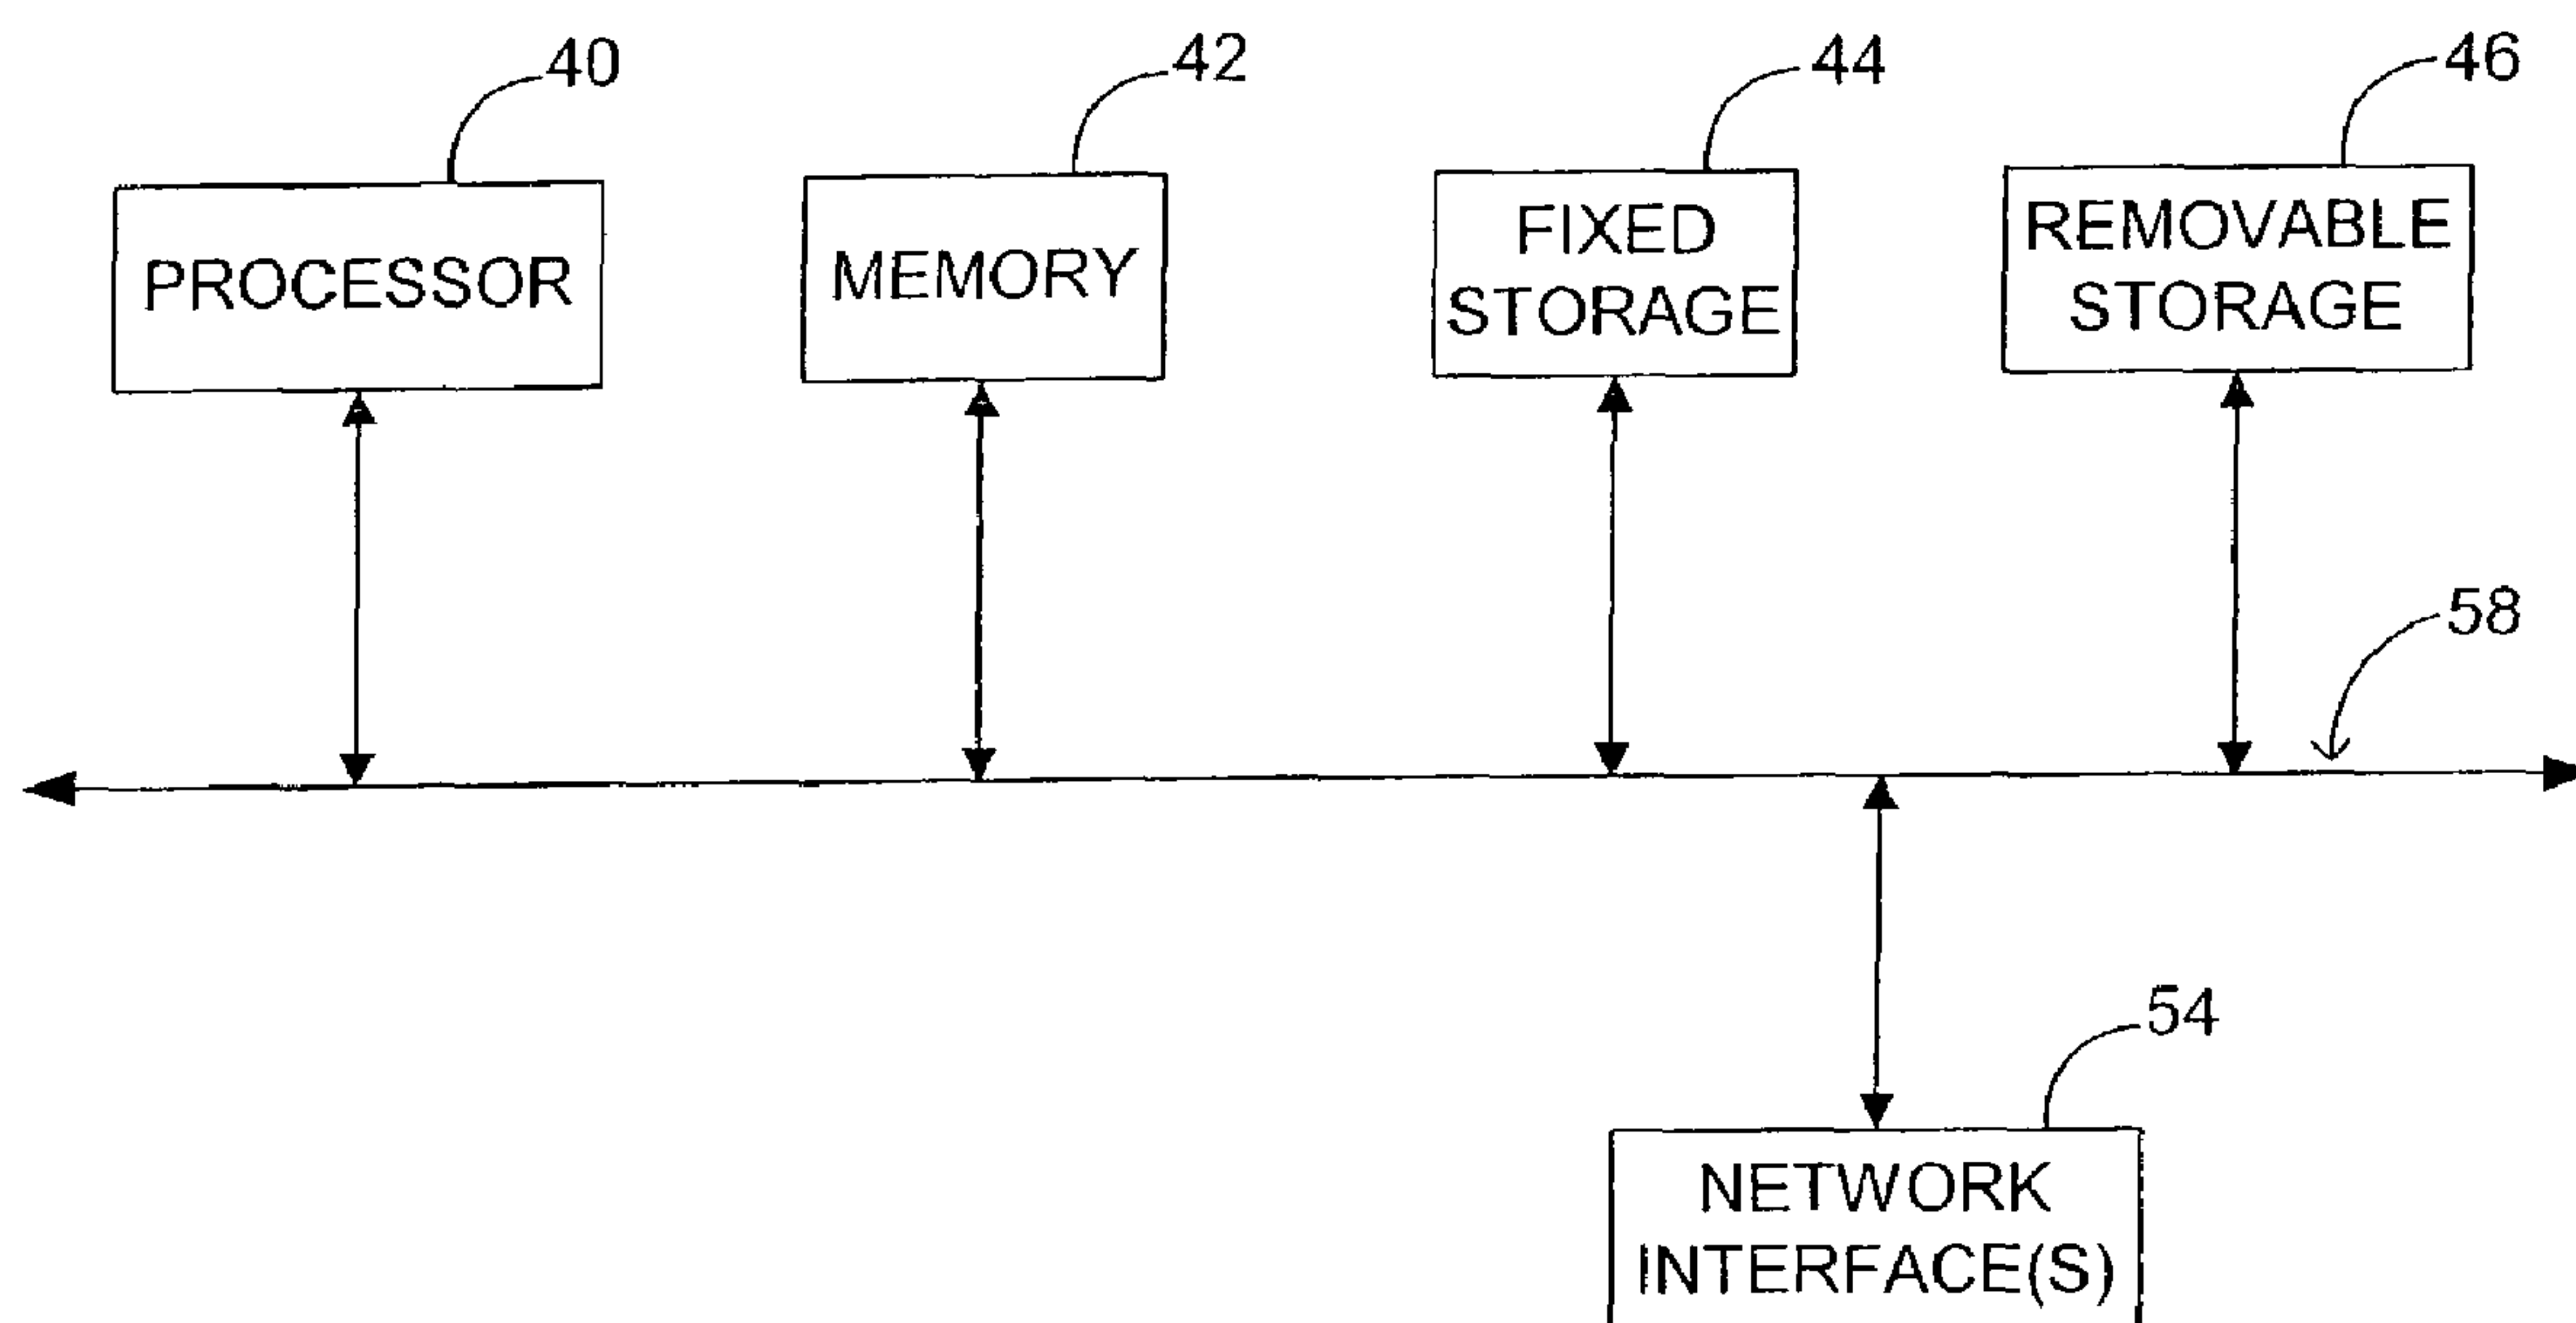 40
42
44
46
PROCESSOR
MEMORY
FIXED
STORAGE
REMOVABLE
STORAGE
58
54
NETWORK
INTERFACE(S)